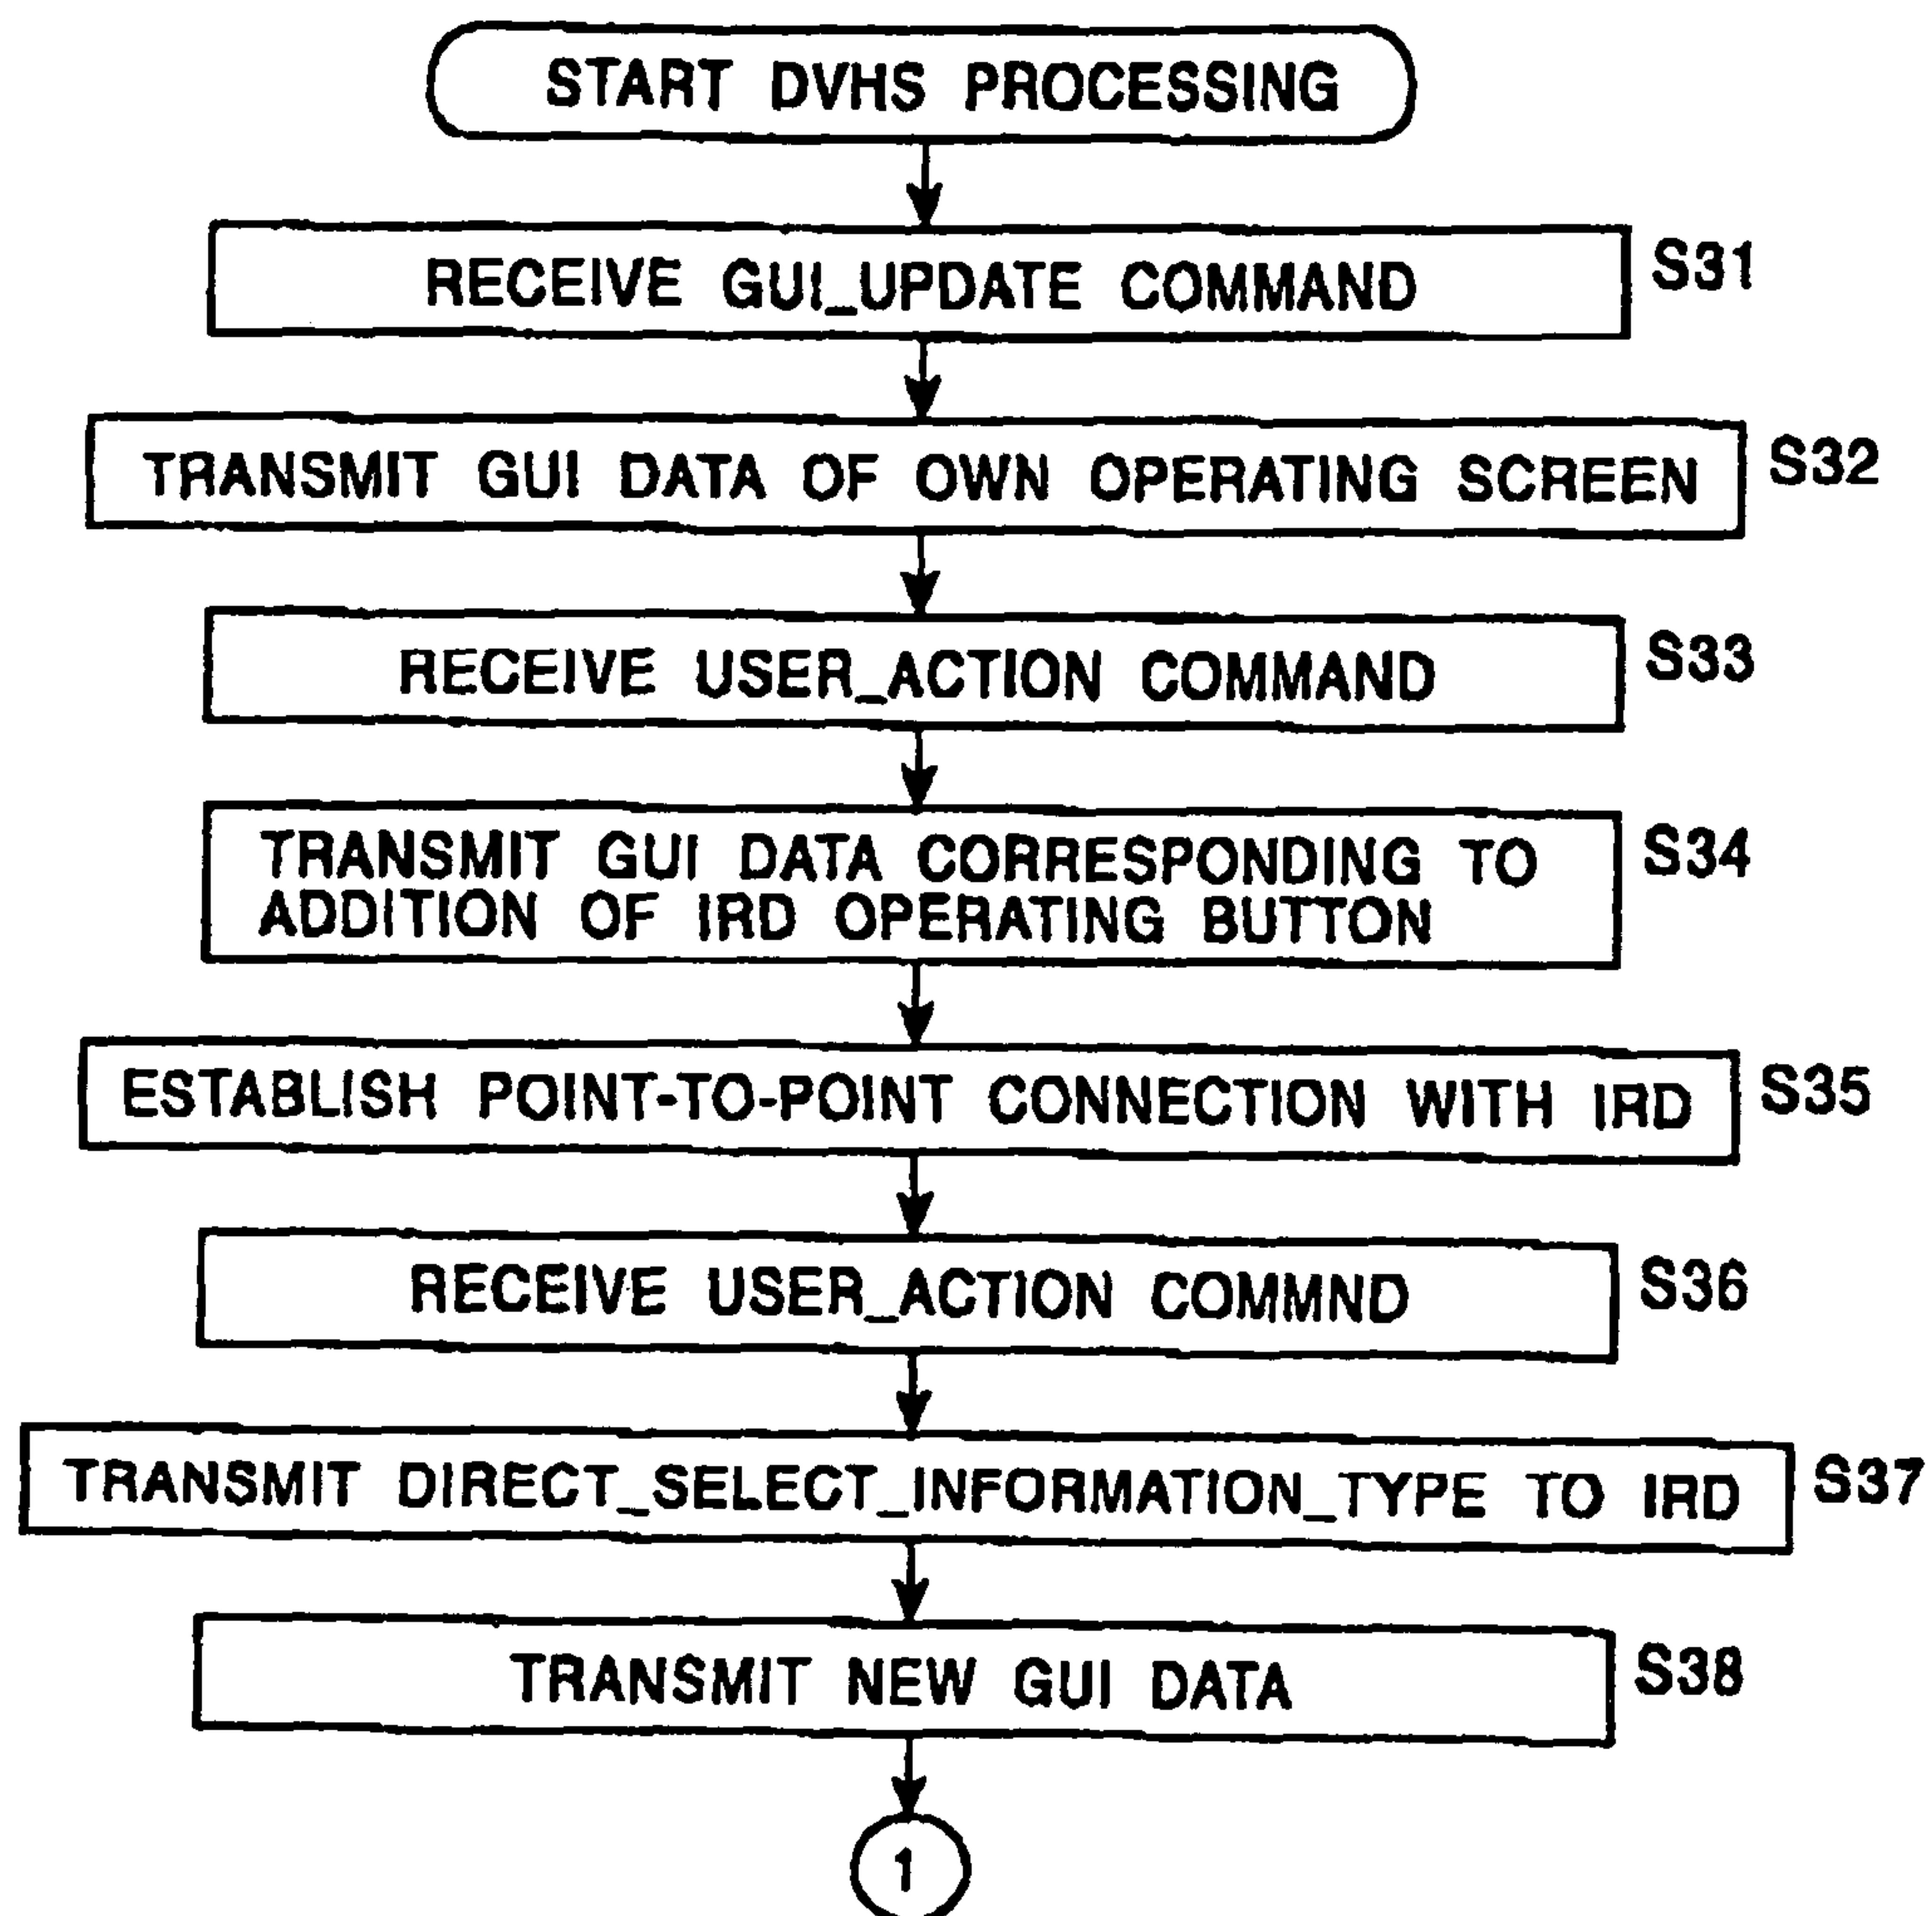 START DVHS PROCESSING
RECEIVE GUI_UPDATE COMMAND
S31
TRANSMIT GUI DATA OF OWN OPERATING SCREEN
S32
RECEIVE USER_ACTION COMMAND
S33
TRANSMIT GUI DATA CORRESPONDING TO
ADDITION OF IRD OPERATING BUTTON
S34
ESTABLISH POINT-TO-POINT CONNECTION WITH IRD
S35
RECEIVE USER_ACTION COMMND
S36
TRANSMIT DIRECT_SELECT_INFORMATION_TYPE TO IRD
S37
TRANSMIT NEW GUI DATA
S38
1